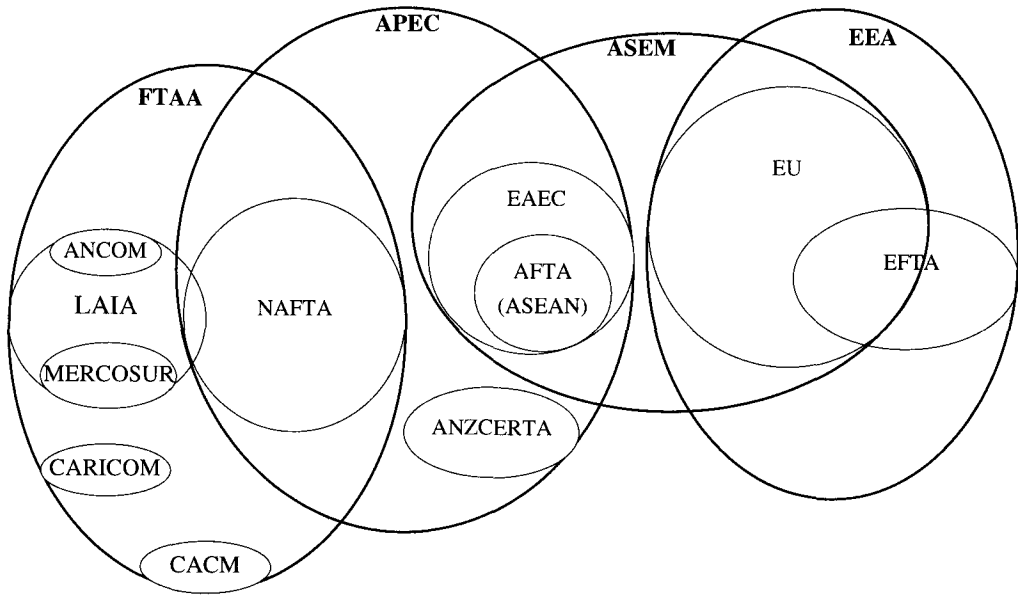 APEC
ASEM
EEA
FTAA
EU
EAEC
ANCOM
EFTA
AFTA
(ASEAN)
LAIA
NAFTA
MERCOSUR
ANZCERTA
CARICOM
CACM